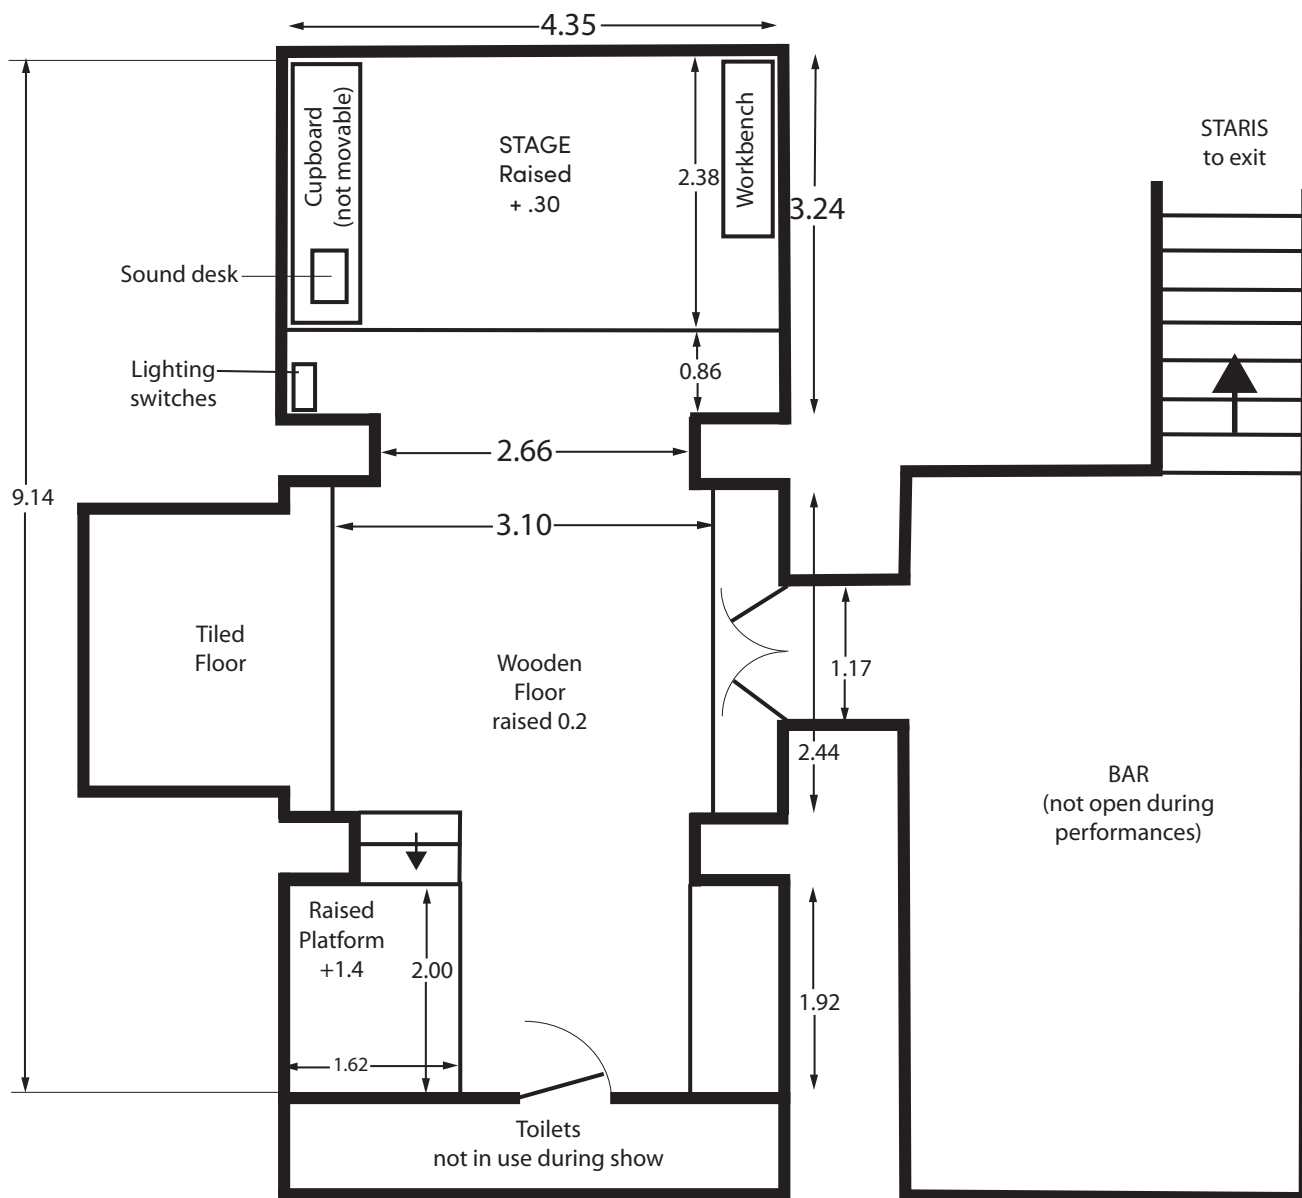 4.35
STARIS
to exit
Cupboard
(not movable)
STAGE
Raised
+ .30
2.38
Workbench
3.24
Sound desk
Lighting
switches
0.86
2.66
9.14
3.10
Tiled
Floor
Wooden
Floor
raised 0.2
1.17
2.44
BAR
(not open during
performances)
Raised
Platform
+1.4
2.00
1.92
1.62
Toilets
not in use during show